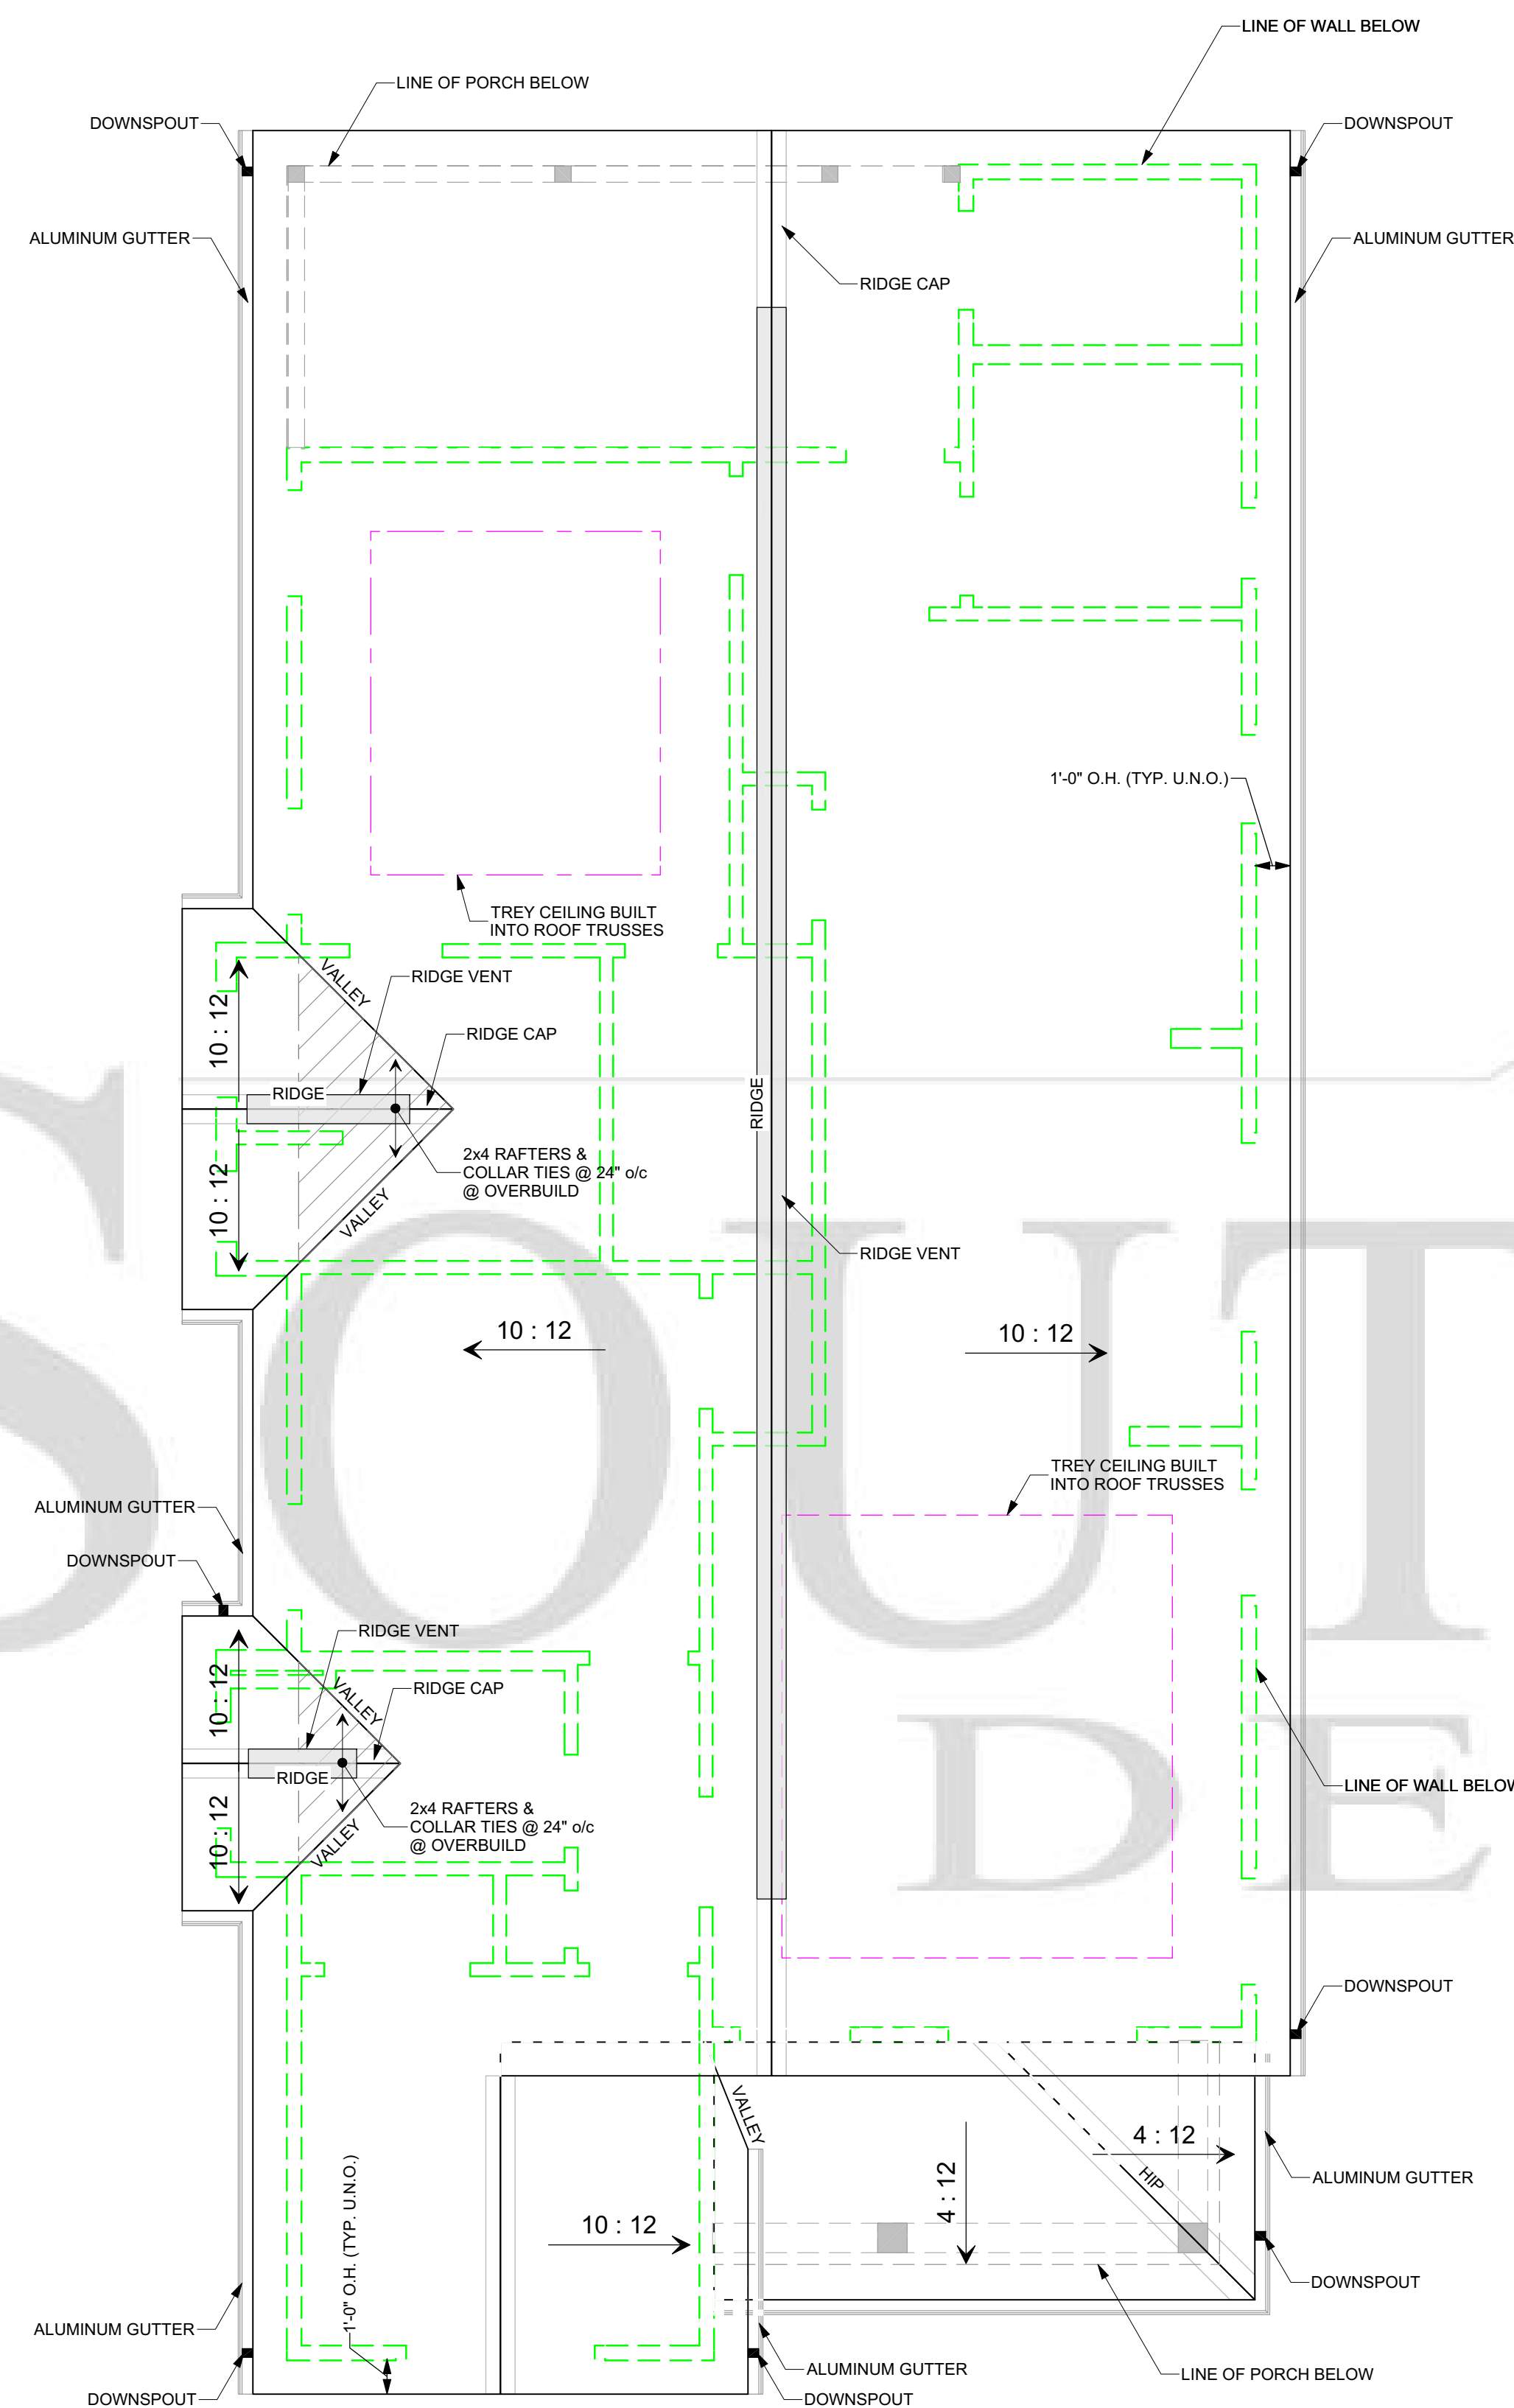 LINE OF WALL BELOW
LINE OF PORCH BELOW
DOWNSPOUT
DOWNSPOUT
ALUMINUM GUTTER
ALUMINUM GUTTER
RIDGE CAP
1'-0" O.H. (TYP. U.N.O.)
TREY CEILING BUILT
INTO ROOF TRUSSES
VALLEY
RIDGE VENT
10 : 12
RIDGE CAP
RIDGE
RIDGE
2x4 RAFTERS &
COLLAR TIES @ 24" o/c
@ OVERBUILD
10 : 12
VALLEY
RIDGE VENT
10 : 12
10 : 12
TREY CEILING BUILT
INTO ROOF TRUSSES
ALUMINUM GUTTER
DOWNSPOUT
RIDGE VENT
10 : 12
VALLEY
RIDGE CAP
RIDGE
LINE OF WALL BELOW
2x4 RAFTERS &
COLLAR TIES @ 24" o/c
@ OVERBUILD
10 : 12
VALLEY
DOWNSPOUT
VALLEY
4 : 12
HIP
ALUMINUM GUTTER
4 : 12
10 : 12
1'-0" O.H. (TYP. U.N.O.)
DOWNSPOUT
ALUMINUM GUTTER
ALUMINUM GUTTER
LINE OF PORCH BELOW
DOWNSPOUT
DOWNSPOUT
SOUT
DE